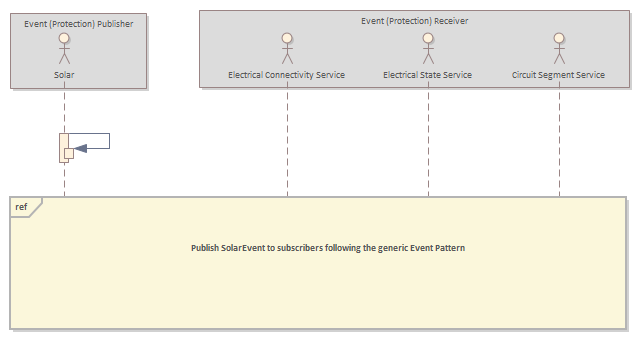 Event (Protection) Publisher
Event (Protection) Receiver
Solar
Electrical Connectivity Service
Electrical State Service
Circuit Segment Service
ref
Publish SolarEvent to subscribers following the generic Event Pattern